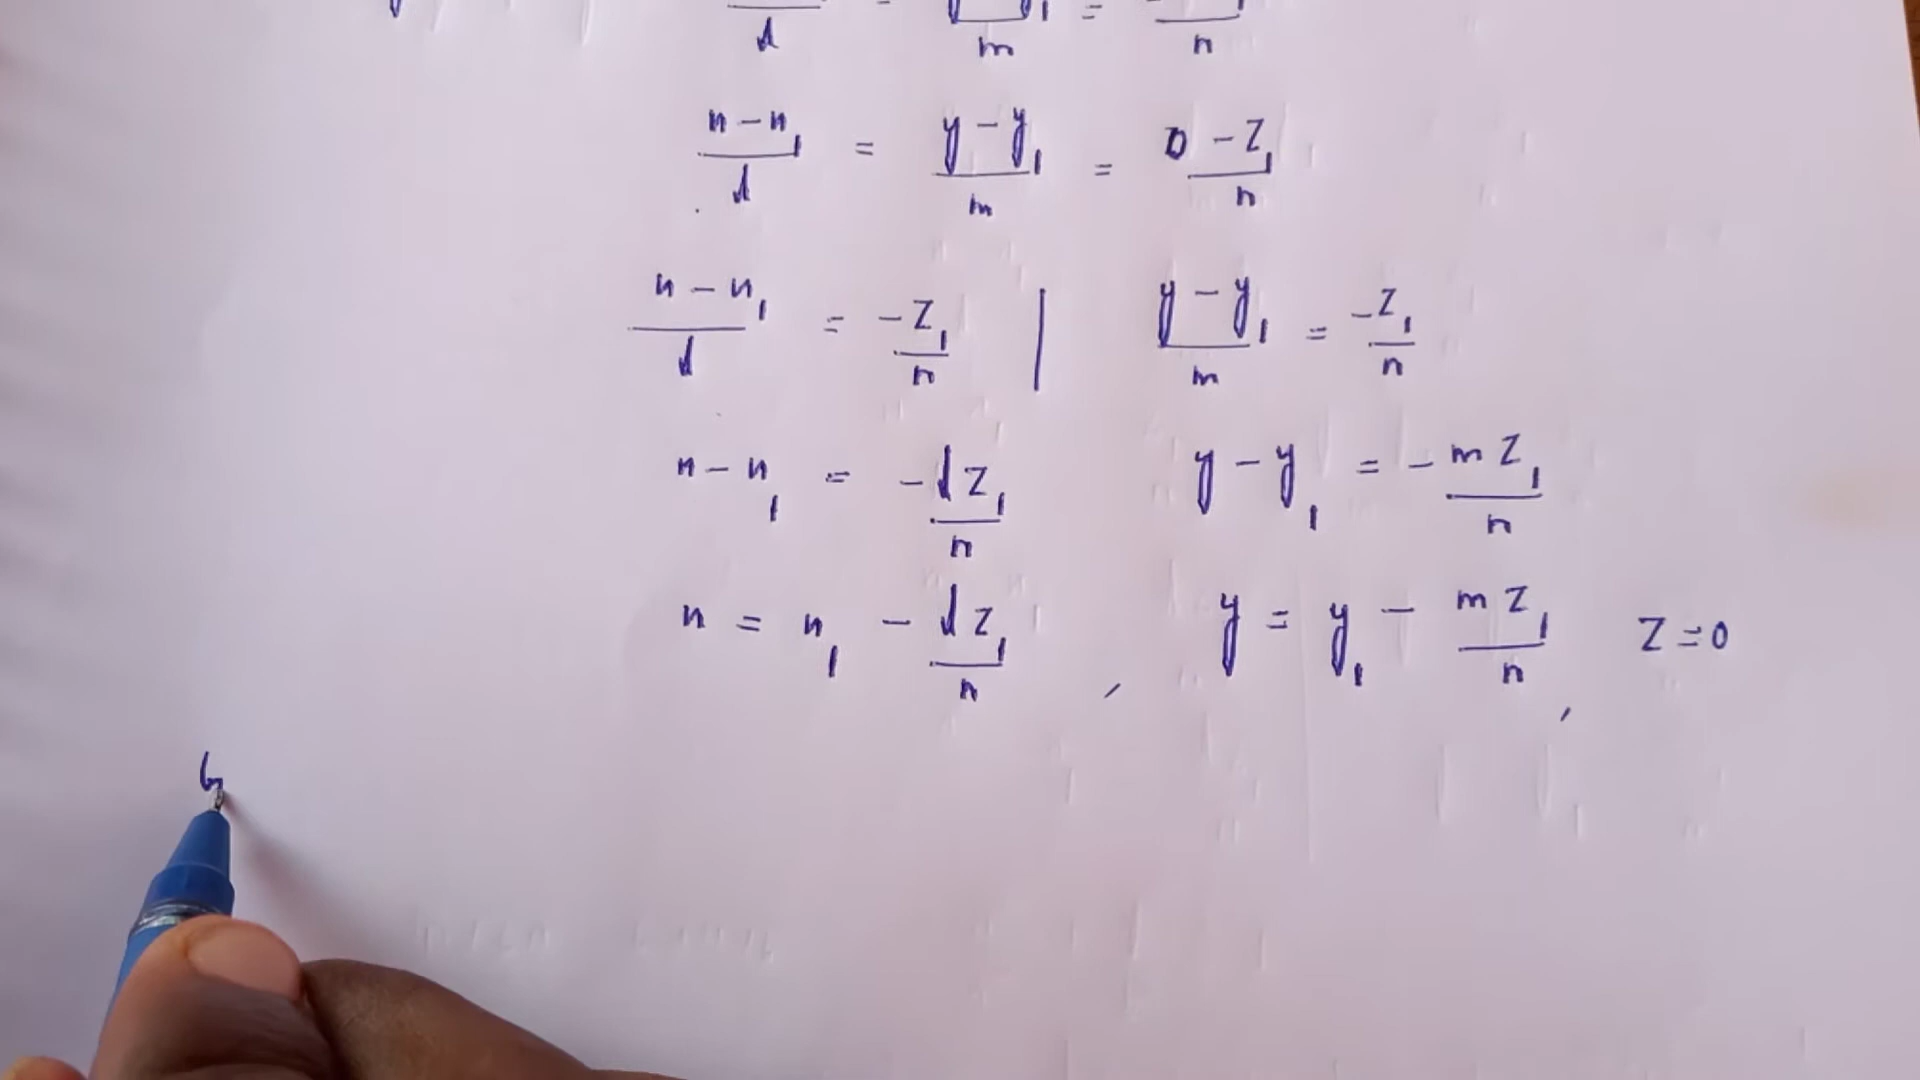 /l = /m = /n
(x - x₁)/l = (y - y₁)/m = (0 - z₁)/n
(x - x₁)/l = -z₁/n | (y - y₁)/m = -z₁/n
x - x₁ = -lz₁/n y - y₁ = -mz₁/n
x = x₁ - lz₁/n , y = y₁ - mz₁/n , z = 0